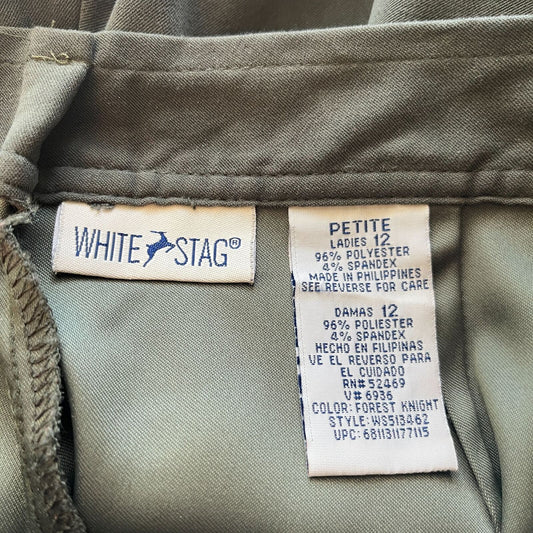 WHITE STAG®
PETITE
LADIES 12
96% POLYESTER
4% SPANDEX
MADE IN PHILIPPINES
SEE REVERSE FOR CARE
DAMAS 12
96% POLIESTER
4% SPANDEX
HECHO EN FILIPINAS
VE EL REVERSO PARA
EL CUIDADO
RN# 52469
V# 6936
COLOR: FOREST KNIGHT
STYLE: WS513462
UPC: 681131177115